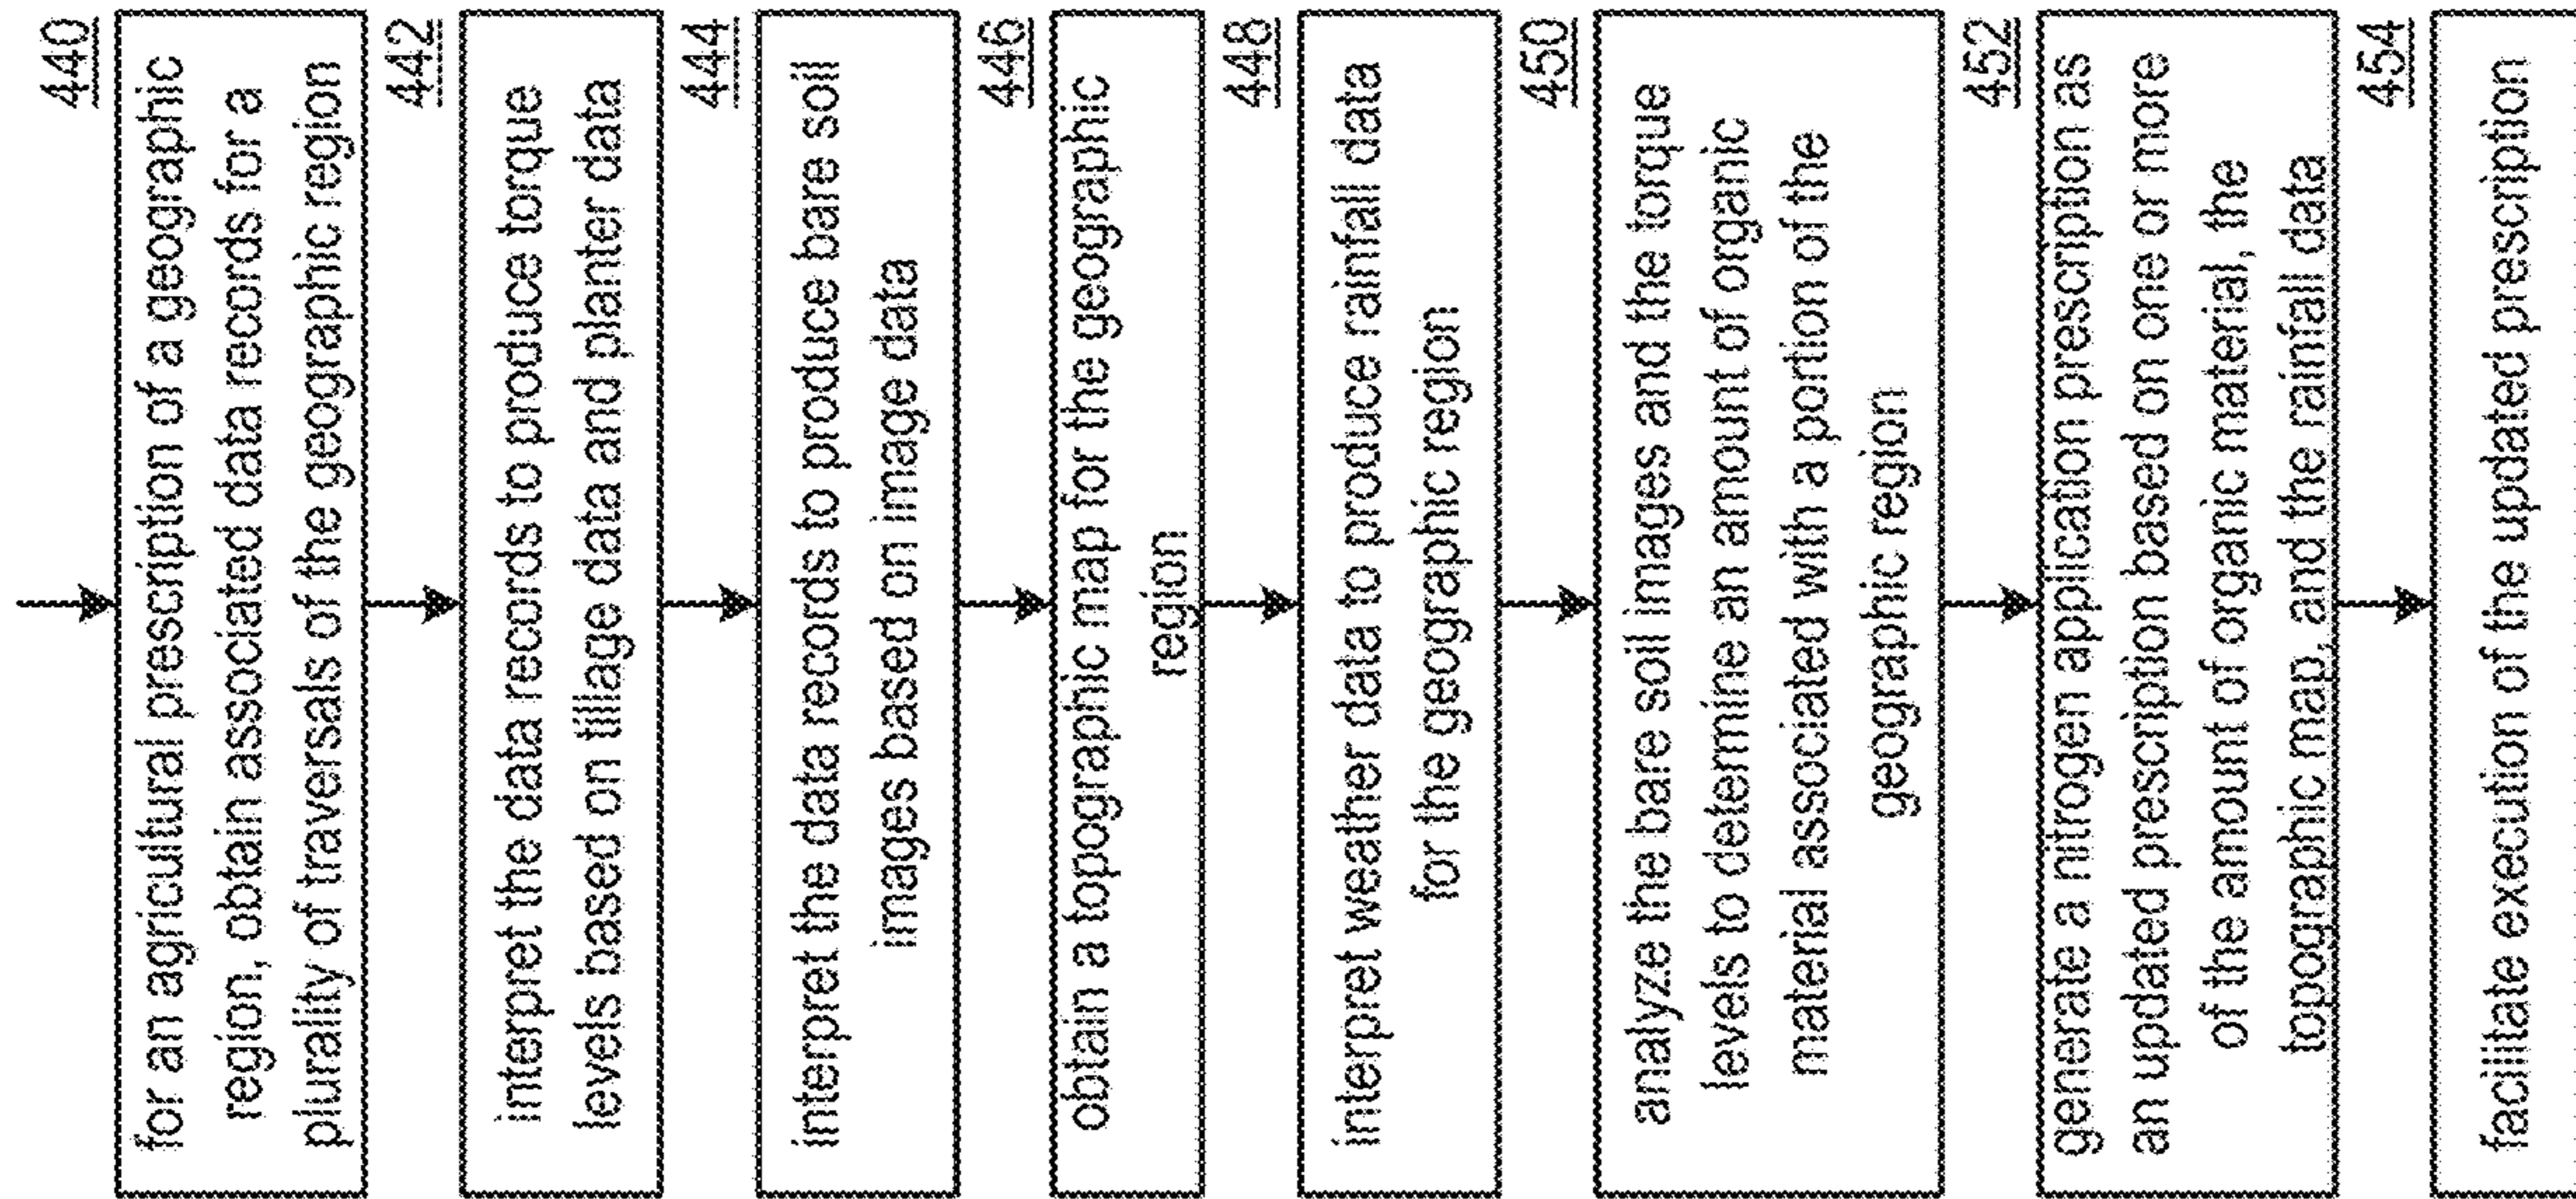 440
for an agricultural prescription of a geographic
region, obtain associated data records for a
plurality of traversals of the geographic region
442
interpret the data records to produce torque
levels based on tillage data and planter data
444
interpret the data records to produce bare soil
images based on image data
446
obtain a topographic map for the geographic
region
448
interpret weather data to produce rainfall data
for the geographic region
450
analyze the bare soil images and the torque
levels to determine an amount of organic
material associated with a portion of the
geographic region
452
generate a nitrogen application prescription as
an updated prescription based on one or more
of the amount of organic material, the
topographic map, and the rainfall data
454
facilitate execution of the updated prescription